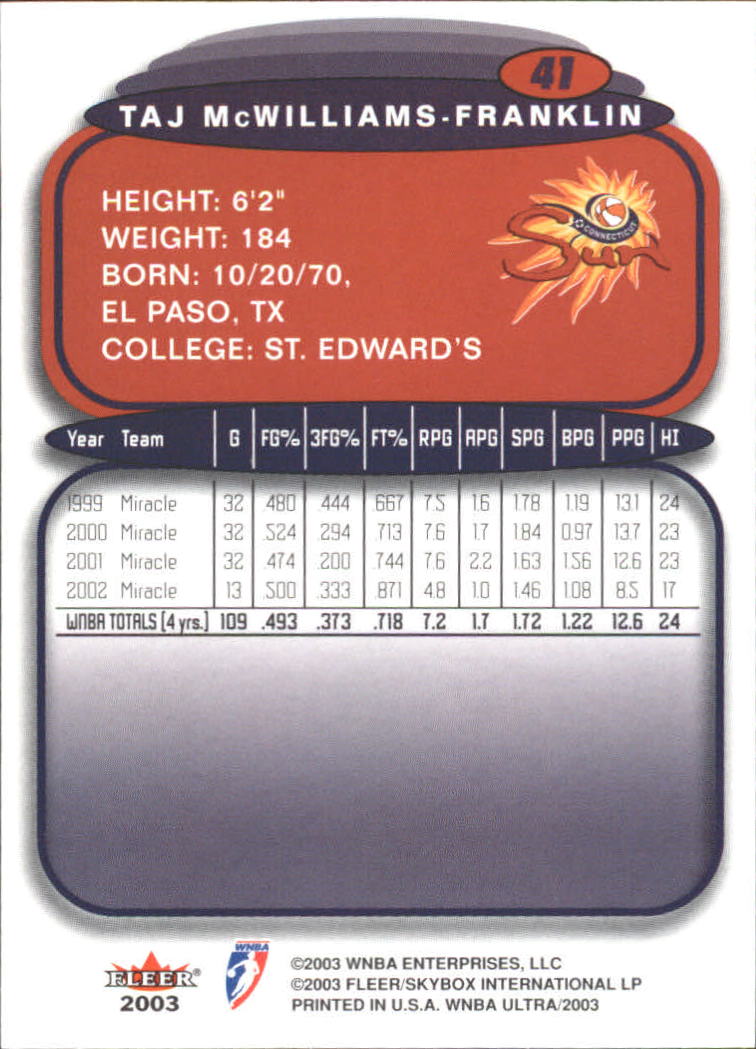 41
TAJ McWILLIAMS-FRANKLIN
HEIGHT: 6'2"
WEIGHT: 184
BORN: 10/20/70,
EL PASO, TX
COLLEGE: ST. EDWARD'S
CONNECTICUT
Sun
Year Team G FG% 3FG% FT% RPG APG SPG BPG PPG HI
1999 Miracle 32 .480 .444 .667 7.5 1.6 1.78 1.19 13.1 24
2000 Miracle 32 .524 .294 .713 7.6 1.7 1.84 0.97 13.7 23
2001 Miracle 32 .474 .200 .744 7.6 2.2 1.63 1.56 12.6 23
2002 Miracle 13 .500 .333 .871 4.8 1.0 1.46 1.08 8.5 17
WNBA TOTALS (4 yrs.) 109 .493 .373 .718 7.2 1.7 1.72 1.22 12.6 24
WNBA
FLEER®
2003
©2003 WNBA ENTERPRISES, LLC
©2003 FLEER/SKYBOX INTERNATIONAL LP
PRINTED IN U.S.A. WNBA ULTRA/2003